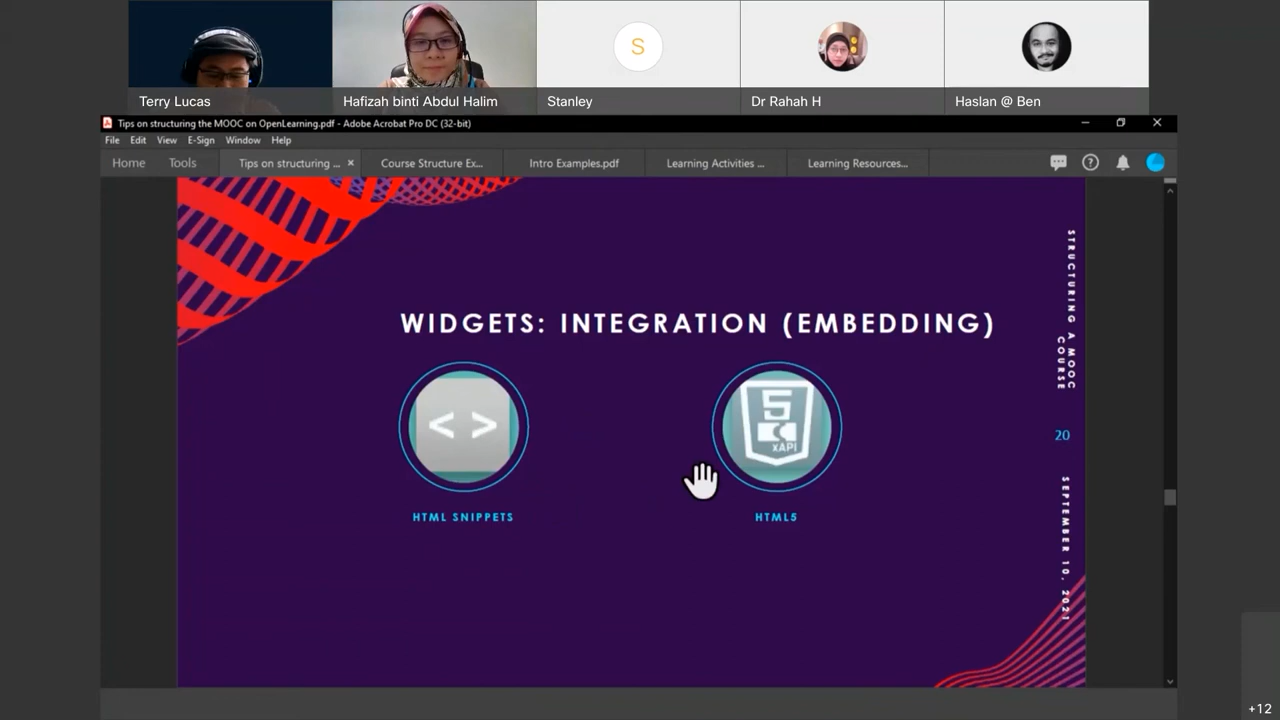 S
Terry Lucas
Hafizah binti Abdul Halim
Stanley
Dr Rahah H
Haslan @ Ben
Tips on structuring the MOOC on OpenLearning.pdf - Adobe Acrobat Pro DC (32-bit)
File Edit View E-Sign Window Help
Home Tools Tips on structuring ... × Course Structure Ex... Intro Examples.pdf Learning Activities ... Learning Resources...
WIDGETS: INTEGRATION (EMBEDDING)
< >
5
xAPI
HTML SNIPPETS
HTML5
STRUCTURING A MOOC
COURSE
20
SEPTEMBER 10, 2021
+12